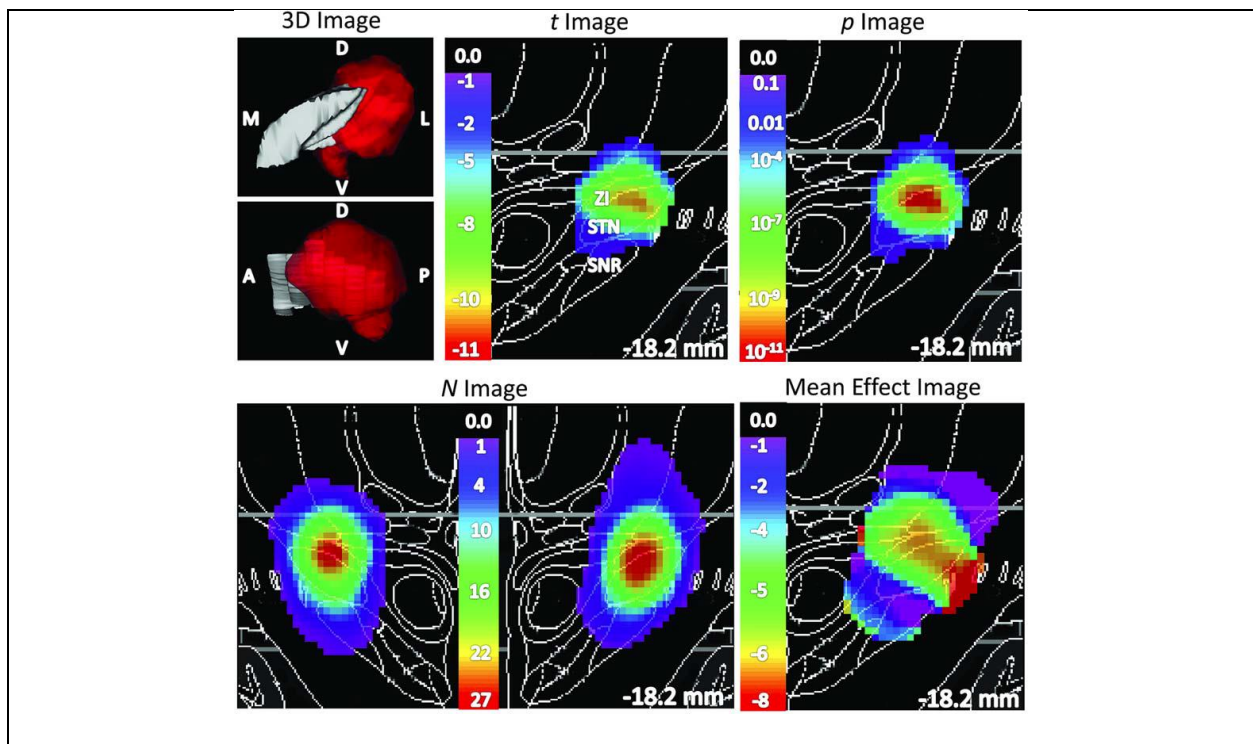 3D Image
D
M
L
V
D
A
P
V
t Image
0.0
-1
-2
-5
-8
-10
-11
ZI
STN
SNR
-18.2 mm
p Image
0.0
0.1
0.01
10-4
10-7
10-9
10-11
-18.2 mm
N Image
0.0
1
4
10
16
22
27
-18.2 mm
Mean Effect Image
0.0
-1
-2
-4
-5
-6
-8
-18.2 mm